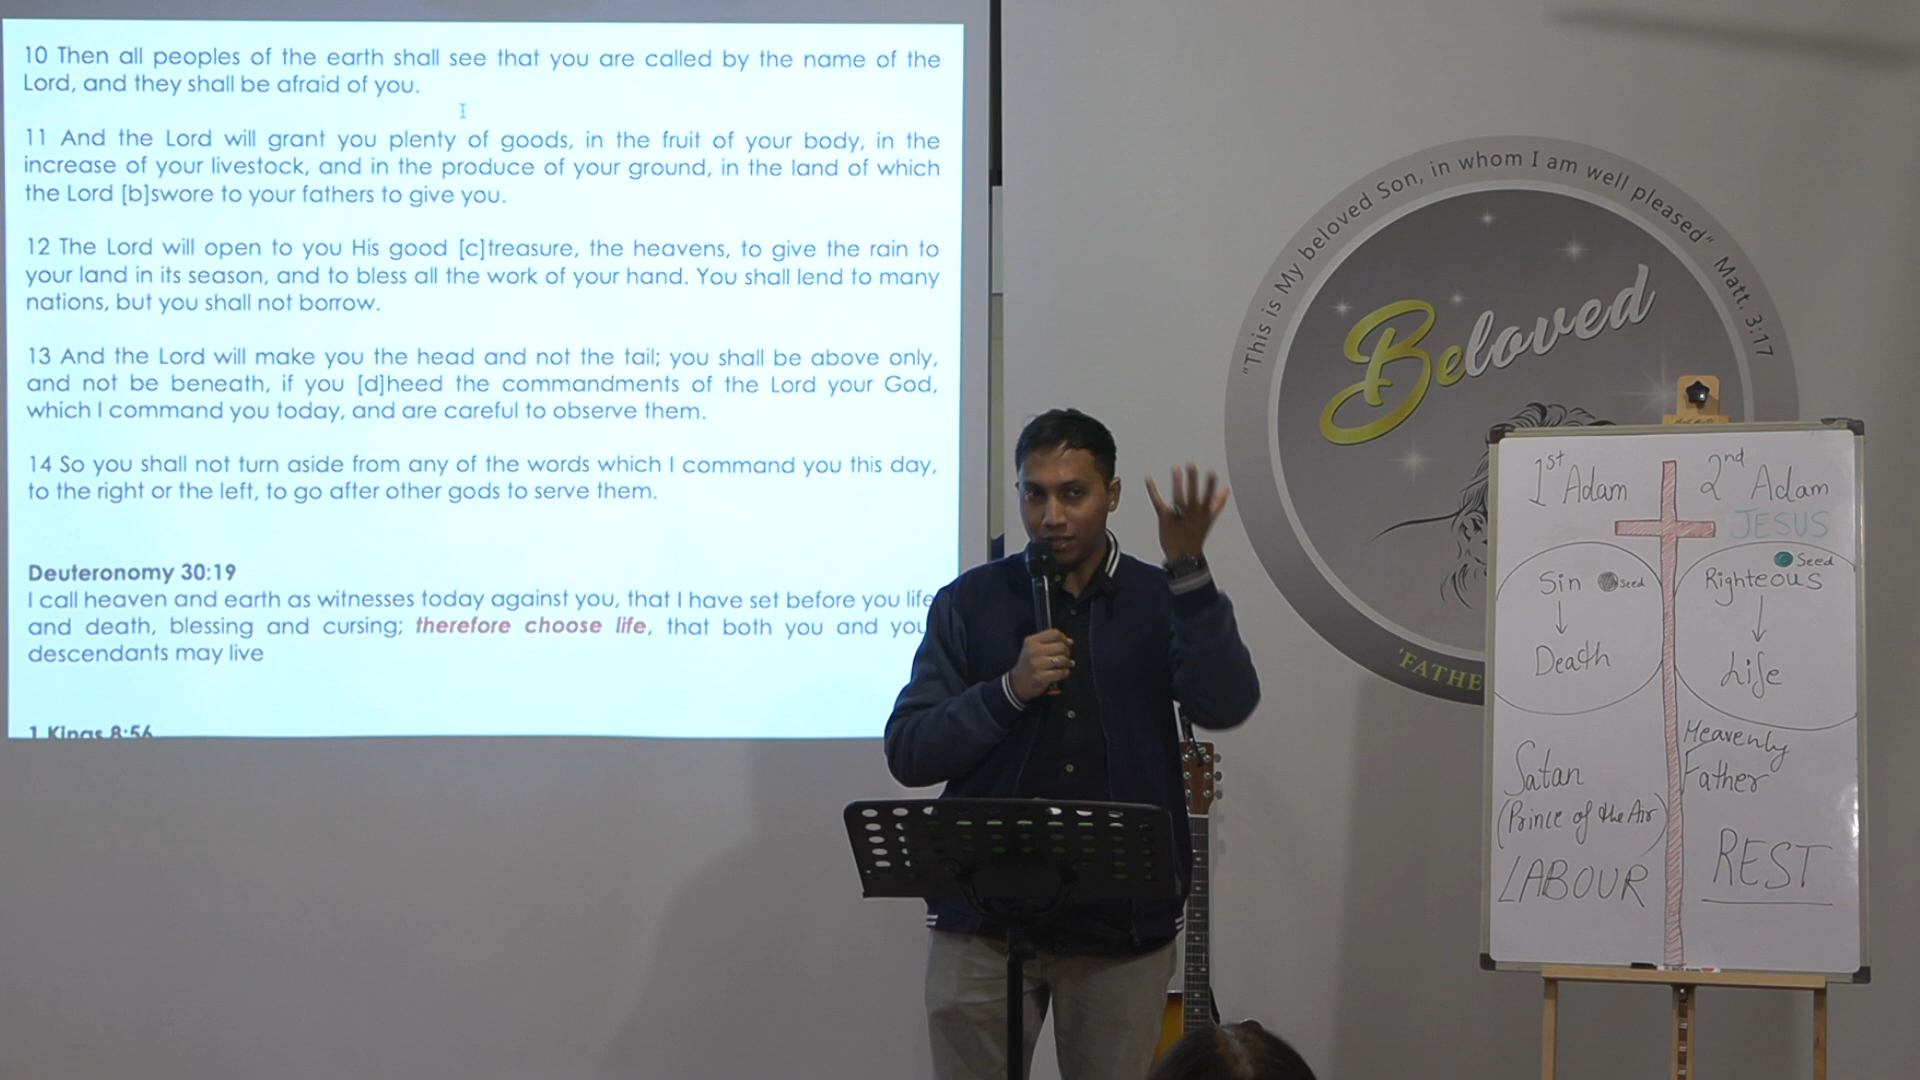 10 Then all peoples of the earth shall see that you are called by the name of the
Lord, and they shall be afraid of you.
11 And the Lord will grant you plenty of goods, in the fruit of your body, in the
increase of your livestock, and in the produce of your ground, in the land of which
the Lord [b]swore to your fathers to give you.
12 The Lord will open to you His good [c]treasure, the heavens, to give the rain to
your land in its season, and to bless all the work of your hand. You shall lend to many
nations, but you shall not borrow.
13 And the Lord will make you the head and not the tail; you shall be above only,
and not be beneath, if you [d]heed the commandments of the Lord your God,
which I command you today, and are careful to observe them.
14 So you shall not turn aside from any of the words which I command you this day,
to the right or the left, to go after other gods to serve them.
Deuteronomy 30:19
I call heaven and earth as witnesses today against you, that I have set before you life
and death, blessing and cursing; therefore choose life, that both you and you
descendants may live
1 Kings 8:56
"This is My beloved Son, in whom I am well pleased" Matt. 3:17
Beloved
'FATHE
1st Adam
2nd Adam
JESUS
Sin
Seed
Death
Seed
Righteous
Life
Satan
(Prince of the Air)
LABOUR
Heavenly
Father
REST